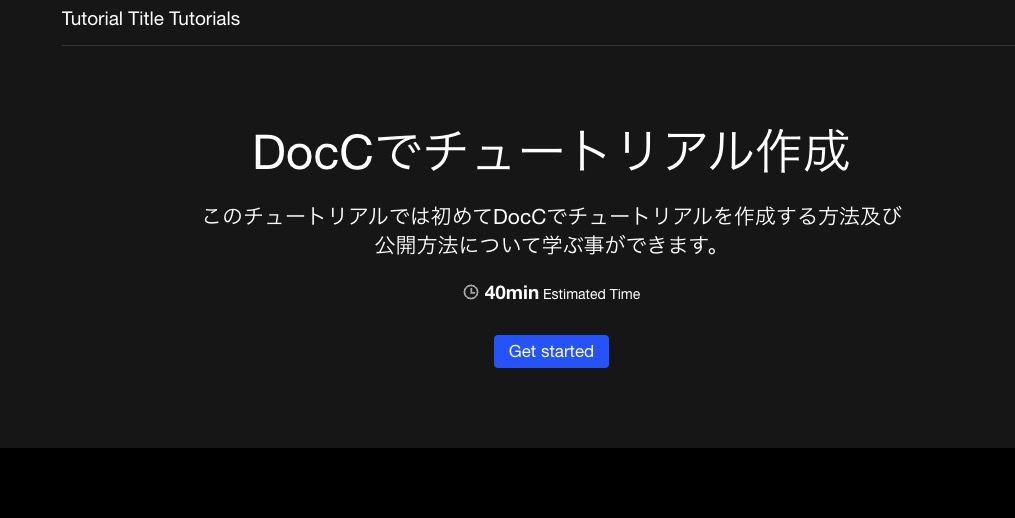 Tutorial Title Tutorials
DocCでチュートリアル作成
このチュートリアルでは初めてDocCでチュートリアルを作成する方法及び
公開方法について学ぶ事ができます。
40min Estimated Time
Get started